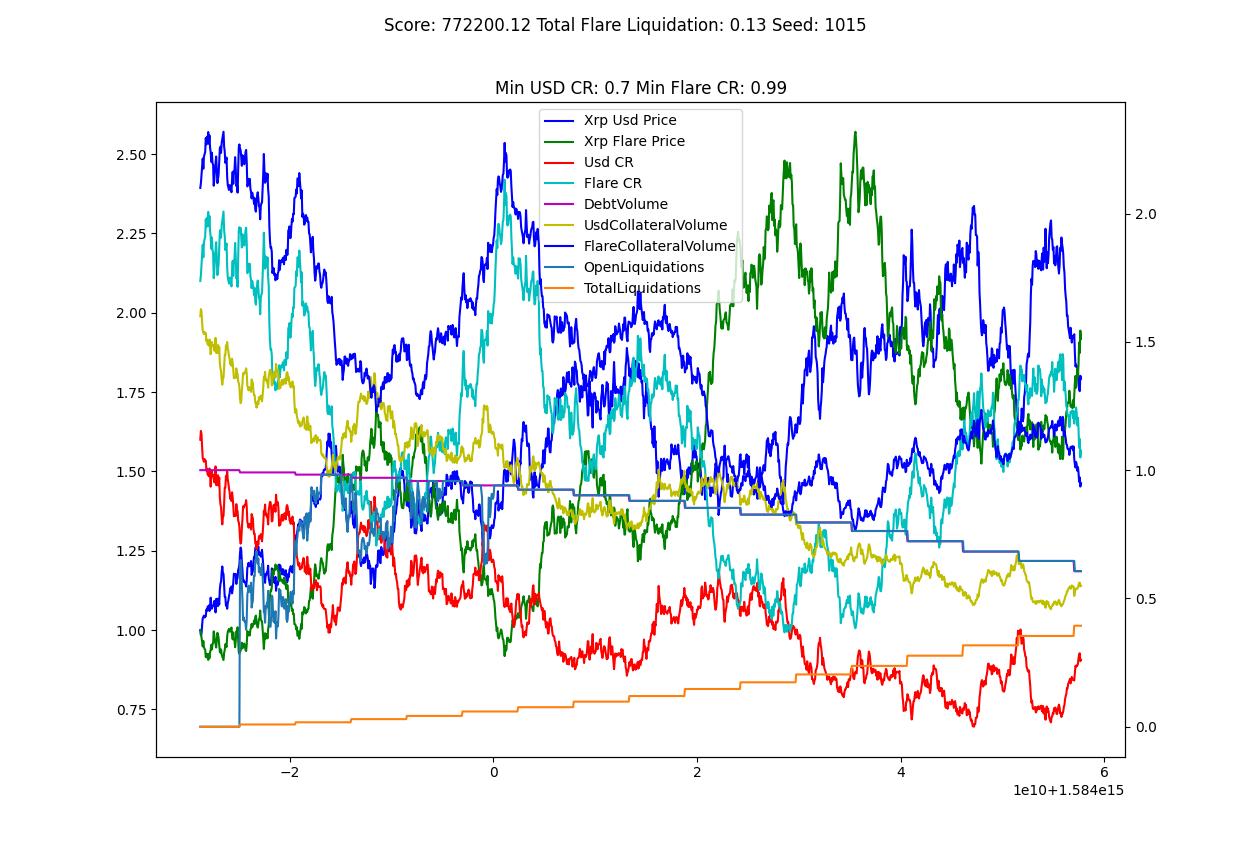 Score: 772200.12 Total Flare Liquidation: 0.13 Seed: 1015
Min USD CR: 0.7 Min Flare CR: 0.99
Xrp Usd Price
Xrp Flare Price
Usd CR
Flare CR
DebtVolume
UsdCollateralVolume
FlareCollateralVolume
OpenLiquidations
TotalLiquidations
2.50
2.25
2.00
1.75
1.50
1.25
1.00
0.75
2.0
1.5
1.0
0.5
0.0
−2
0
2
4
6
1e10+1.584e15